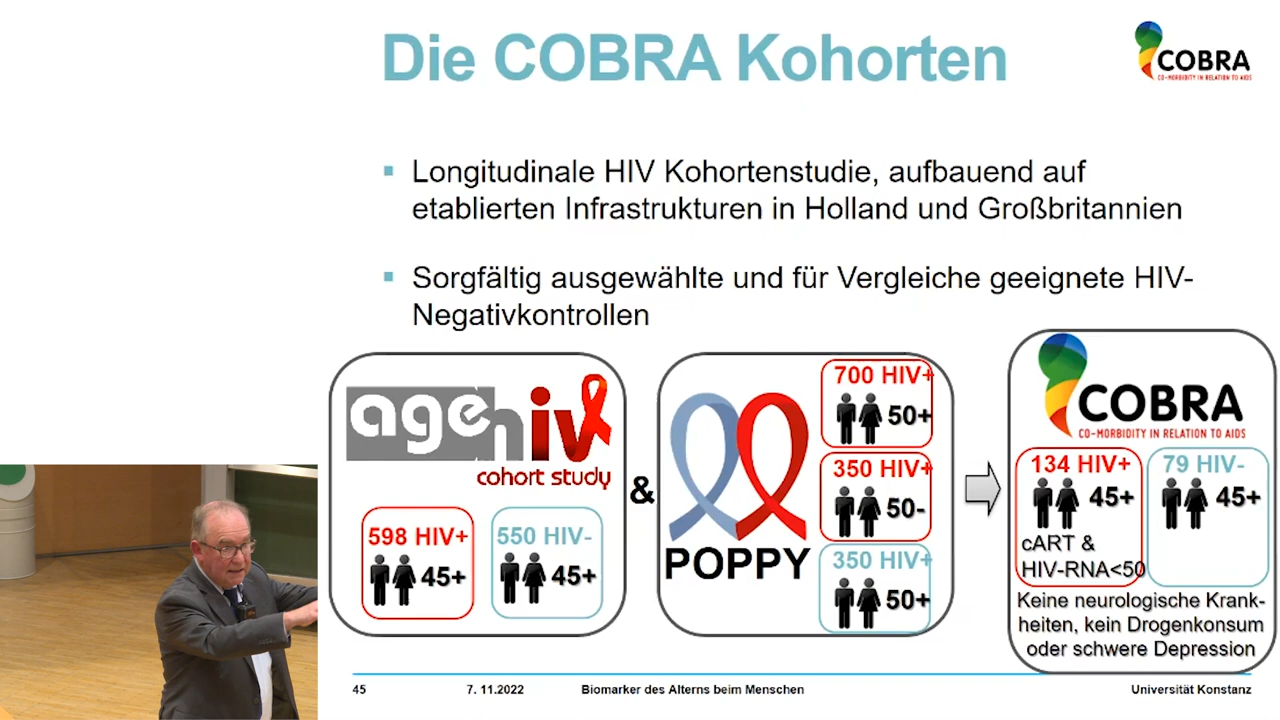 Die COBRA Kohorten
COBRA
CO-MORBIDITY IN RELATION TO AIDS
Longitudinale HIV Kohortenstudie, aufbauend auf
etablierten Infrastrukturen in Holland und Großbritannien
Sorgfältig ausgewählte und für Vergleiche geeignete HIV-
Negativkontrollen
agehiv
cohort study
598 HIV+
45+
550 HIV-
45+
&
POPPY
700 HIV+
50+
350 HIV+
50-
350 HIV+
50+
COBRA
CO-MORBIDITY IN RELATION TO AIDS
134 HIV+
45+
79 HIV-
45+
cART &
HIV-RNA<50
Keine neurologische Krank-
heiten, kein Drogenkonsum
oder schwere Depression
45
7. 11.2022
Biomarker des Alterns beim Menschen
Universität Konstanz